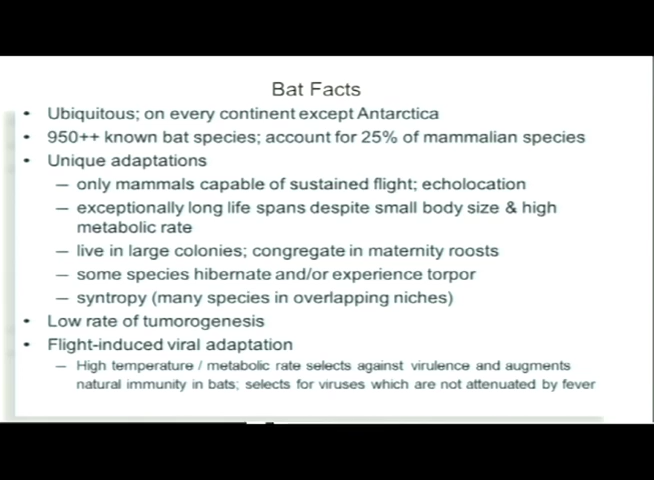 Bat Facts
• Ubiquitous; on every continent except Antarctica
• 950++ known bat species; account for 25% of mammalian species
• Unique adaptations
– only mammals capable of sustained flight; echolocation
– exceptionally long life spans despite small body size & high
metabolic rate
– live in large colonies; congregate in maternity roosts
– some species hibernate and/or experience torpor
– syntropy (many species in overlapping niches)
• Low rate of tumorogenesis
• Flight-induced viral adaptation
– High temperature / metabolic rate selects against virulence and augments
natural immunity in bats; selects for viruses which are not attenuated by fever